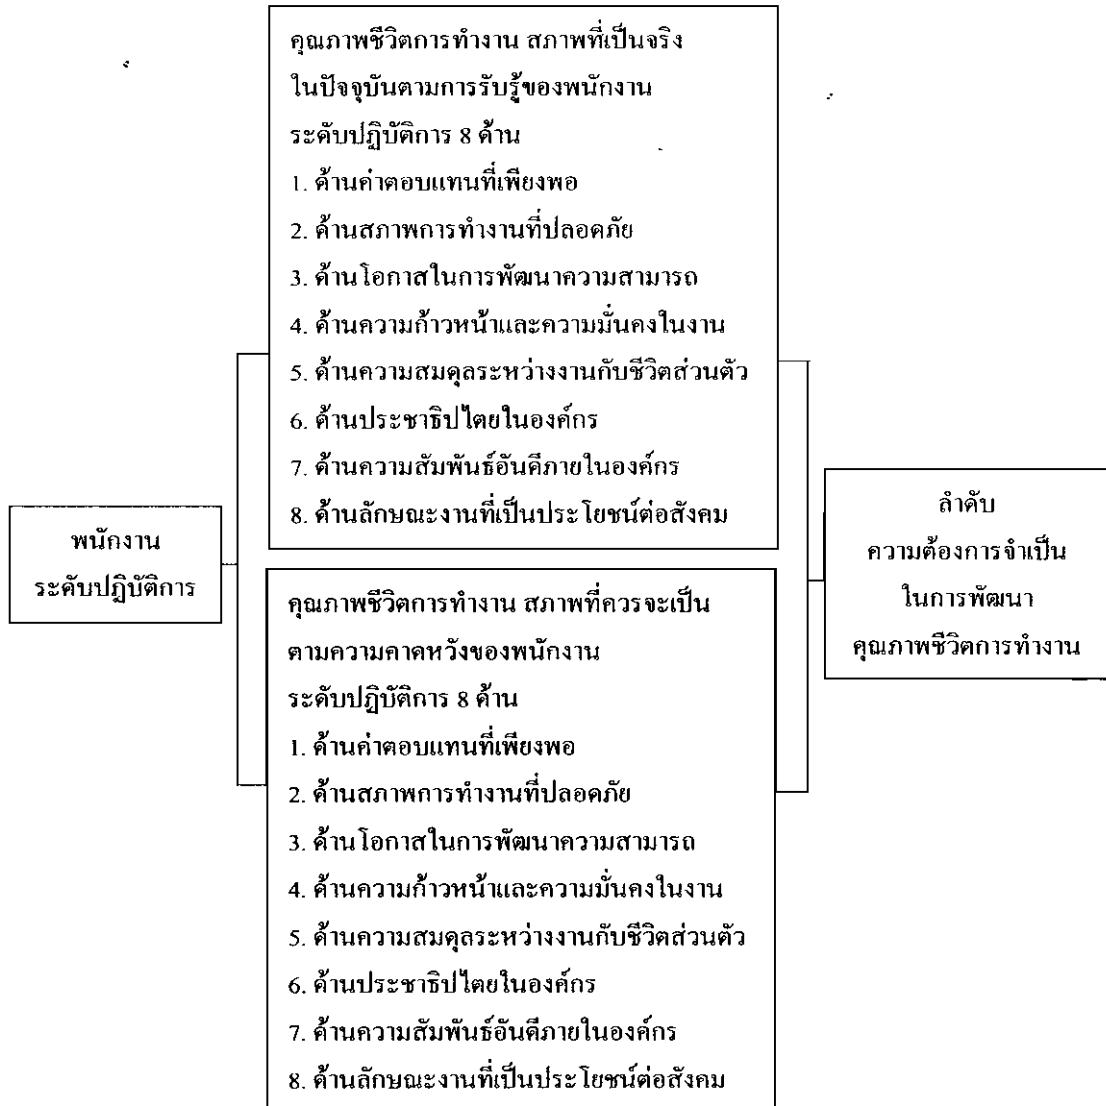 คุณภาพชีวิตการทำงาน สภาพที่เป็นจริง
ในปัจจุบันตามการรับรู้ของพนักงาน
ระดับปฏิบัติการ 8 ด้าน
1. ด้านค่าตอบแทนที่เพียงพอ
2. ด้านสภาพการทำงานที่ปลอดภัย
3. ด้านโอกาสในการพัฒนาความสามารถ
4. ด้านความก้าวหน้าและความมั่นคงในงาน
5. ด้านความสมดุลระหว่างงานกับชีวิตส่วนตัว
6. ด้านประชาธิปไตยในองค์กร
7. ด้านความสัมพันธ์อันดีภายในองค์กร
8. ด้านลักษณะงานที่เป็นประโยชน์ต่อสังคม
พนักงาน
ระดับปฏิบัติการ
คุณภาพชีวิตการทำงาน สภาพที่ควรจะเป็น
ตามความคาดหวังของพนักงาน
ระดับปฏิบัติการ 8 ด้าน
1. ด้านค่าตอบแทนที่เพียงพอ
2. ด้านสภาพการทำงานที่ปลอดภัย
3. ด้านโอกาสในการพัฒนาความสามารถ
4. ด้านความก้าวหน้าและความมั่นคงในงาน
5. ด้านความสมดุลระหว่างงานกับชีวิตส่วนตัว
6. ด้านประชาธิปไตยในองค์กร
7. ด้านความสัมพันธ์อันดีภายในองค์กร
8. ด้านลักษณะงานที่เป็นประโยชน์ต่อสังคม
ลำดับ
ความต้องการจำเป็น
ในการพัฒนา
คุณภาพชีวิตการทำงาน